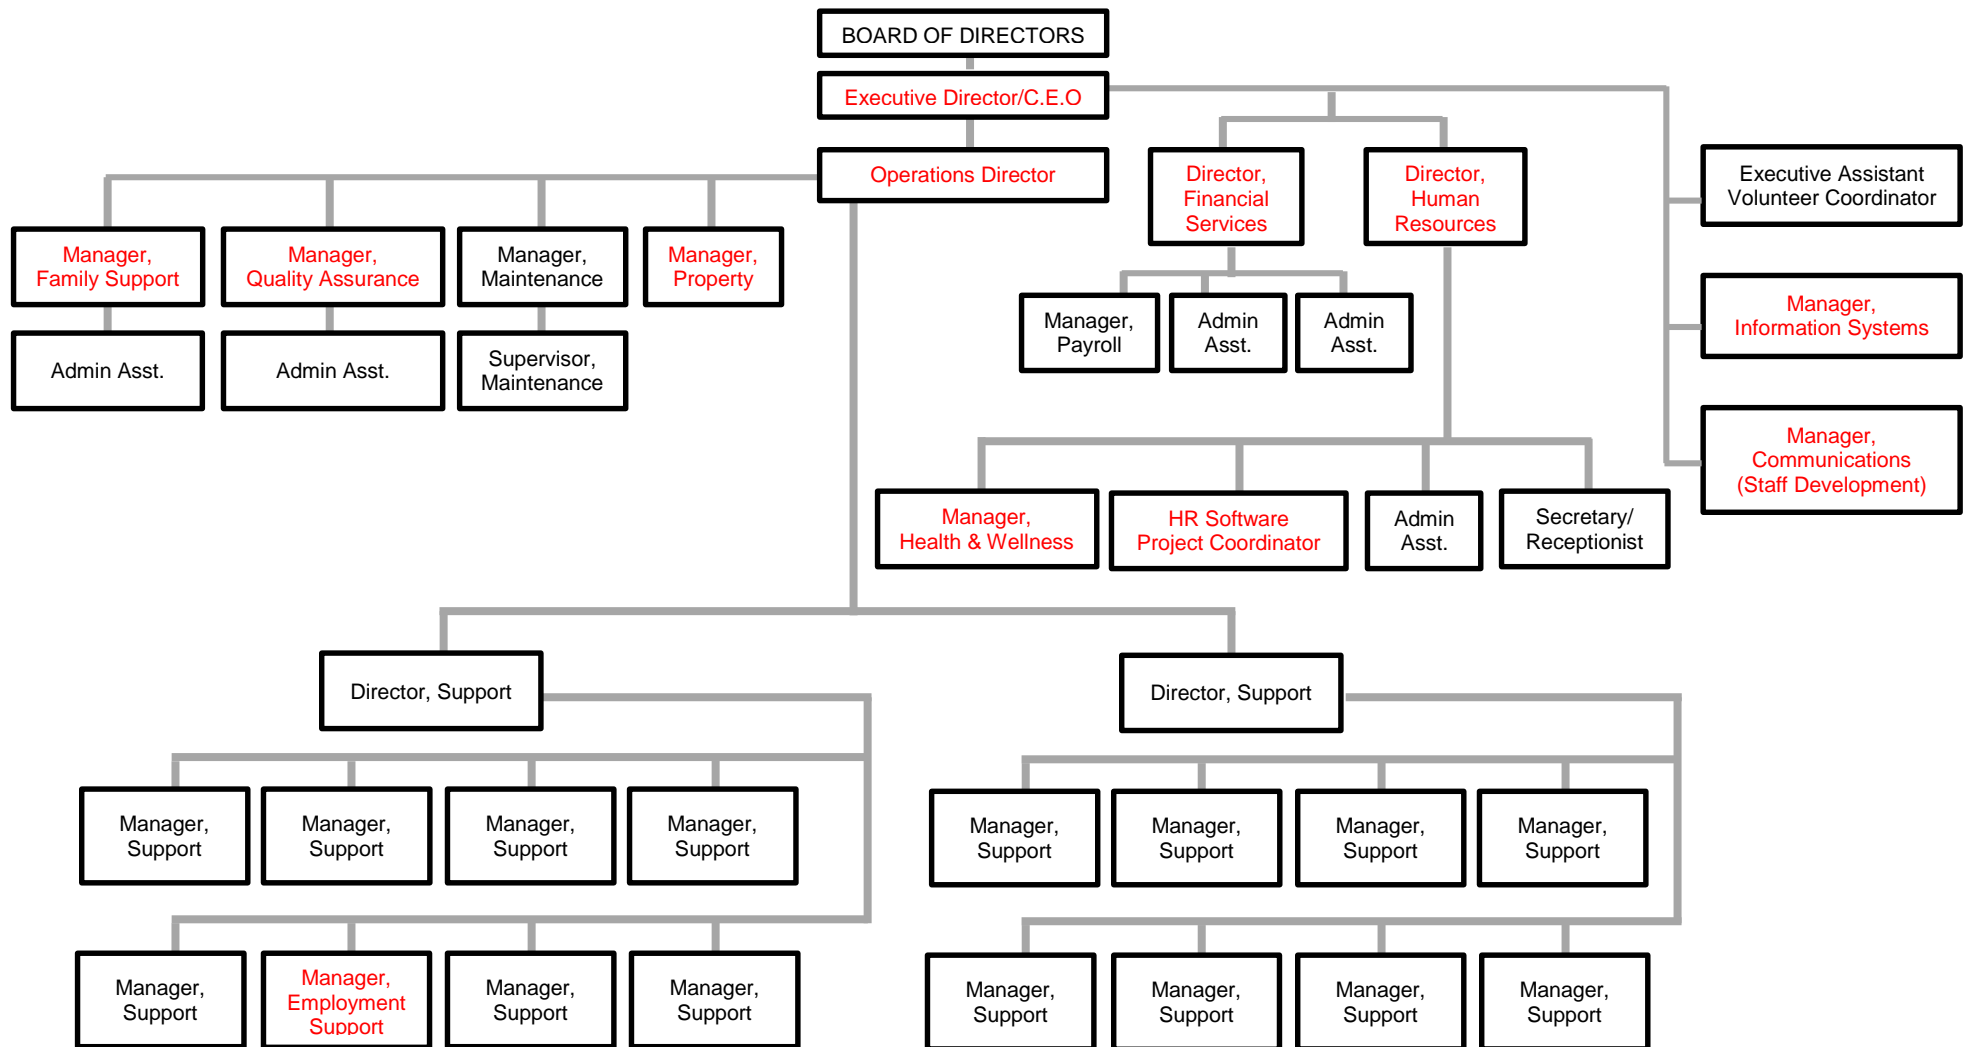 BOARD OF DIRECTORS
Executive Director/C.E.O
Operations Director
Director,
Financial
Services
Director,
Human
Resources
Executive Assistant
Volunteer Coordinator
Manager,
Family Support
Manager,
Quality Assurance
Manager,
Maintenance
Manager,
Property
Manager,
Information Systems
Manager,
Payroll
Admin
Asst.
Admin
Asst.
Admin Asst.
Admin Asst.
Supervisor,
Maintenance
Manager,
Communications
(Staff Development)
Manager,
Health & Wellness
HR Software
Project Coordinator
Admin
Asst.
Secretary/
Receptionist
Director, Support
Director, Support
Manager,
Support
Manager,
Support
Manager,
Support
Manager,
Support
Manager,
Support
Manager,
Support
Manager,
Support
Manager,
Support
Manager,
Support
Manager,
Employment
Support
Manager,
Support
Manager,
Support
Manager,
Support
Manager,
Support
Manager,
Support
Manager,
Support